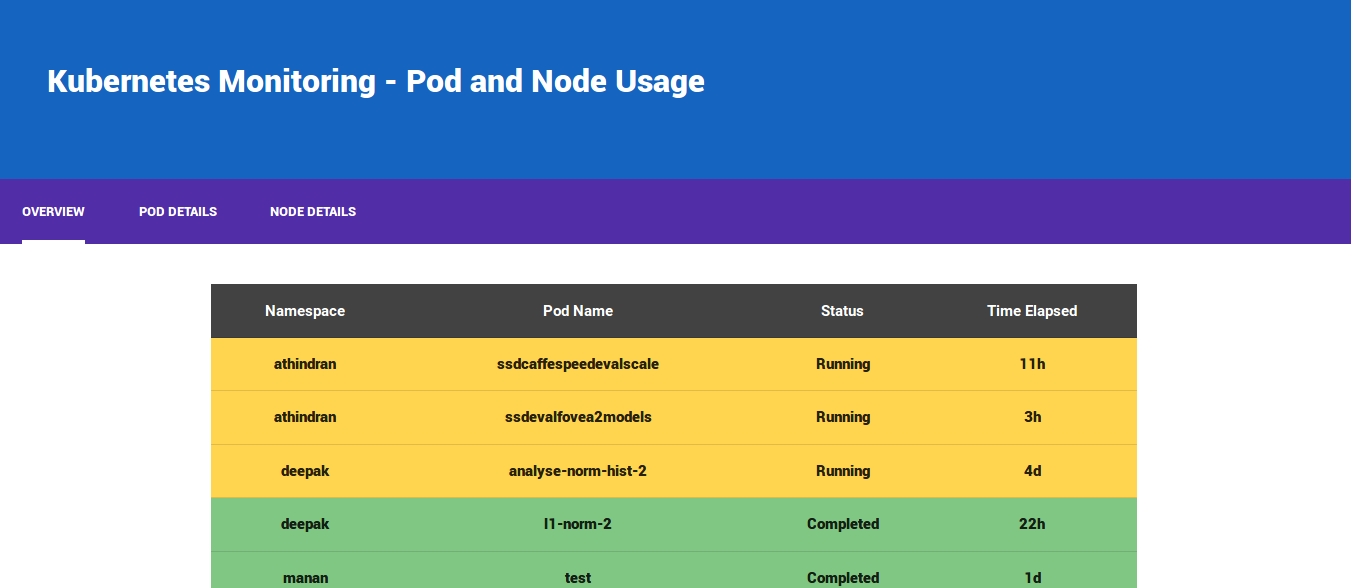 Kubernetes Monitoring - Pod and Node Usage
OVERVIEW POD DETAILS NODE DETAILS
Namespace Pod Name Status Time Elapsed
athindran ssdcaffespeedevalscale Running 11h
athindran ssdevalfovea2models Running 3h
deepak analyse-norm-hist-2 Running 4d
deepak l1-norm-2 Completed 22h
manan test Completed 1d